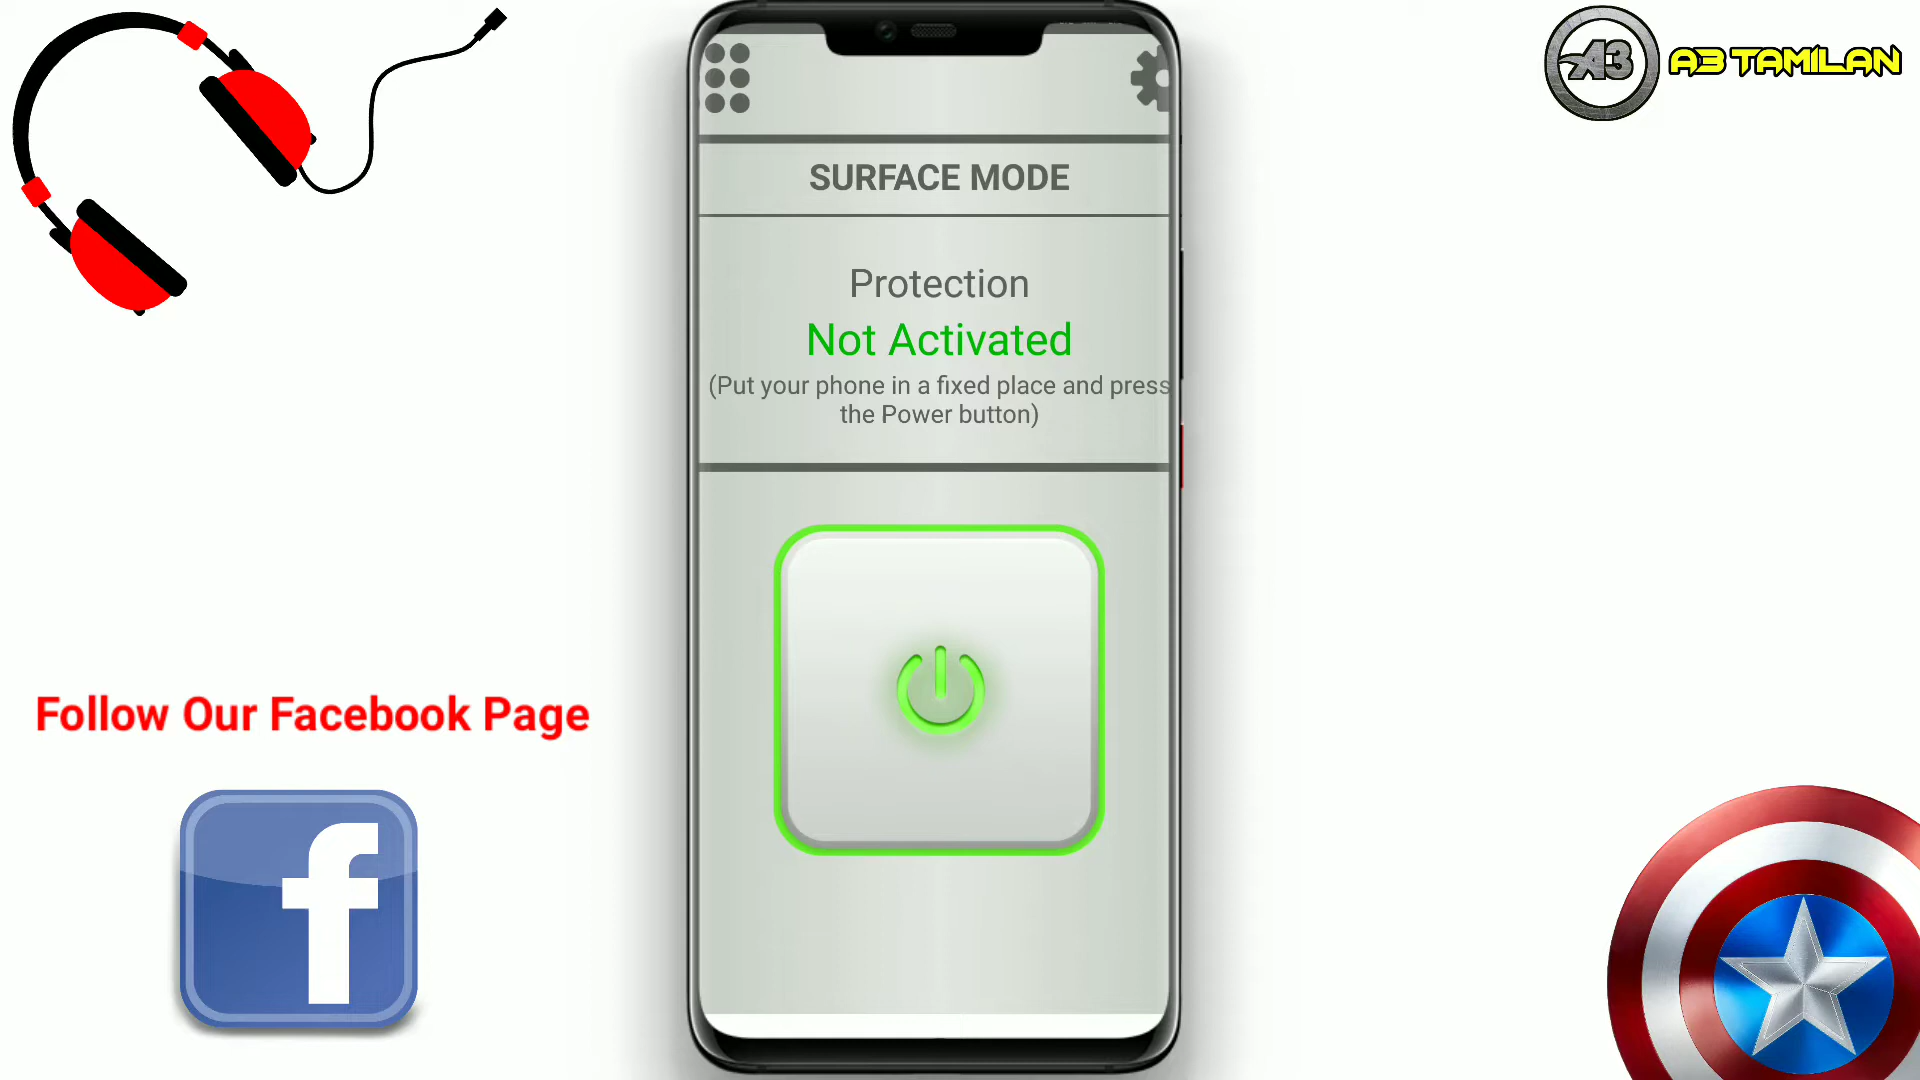 A3 TAMILAN
A3
SURFACE MODE
Protection
Not Activated
(Put your phone in a fixed place and press
the Power button)
Follow Our Facebook Page
f